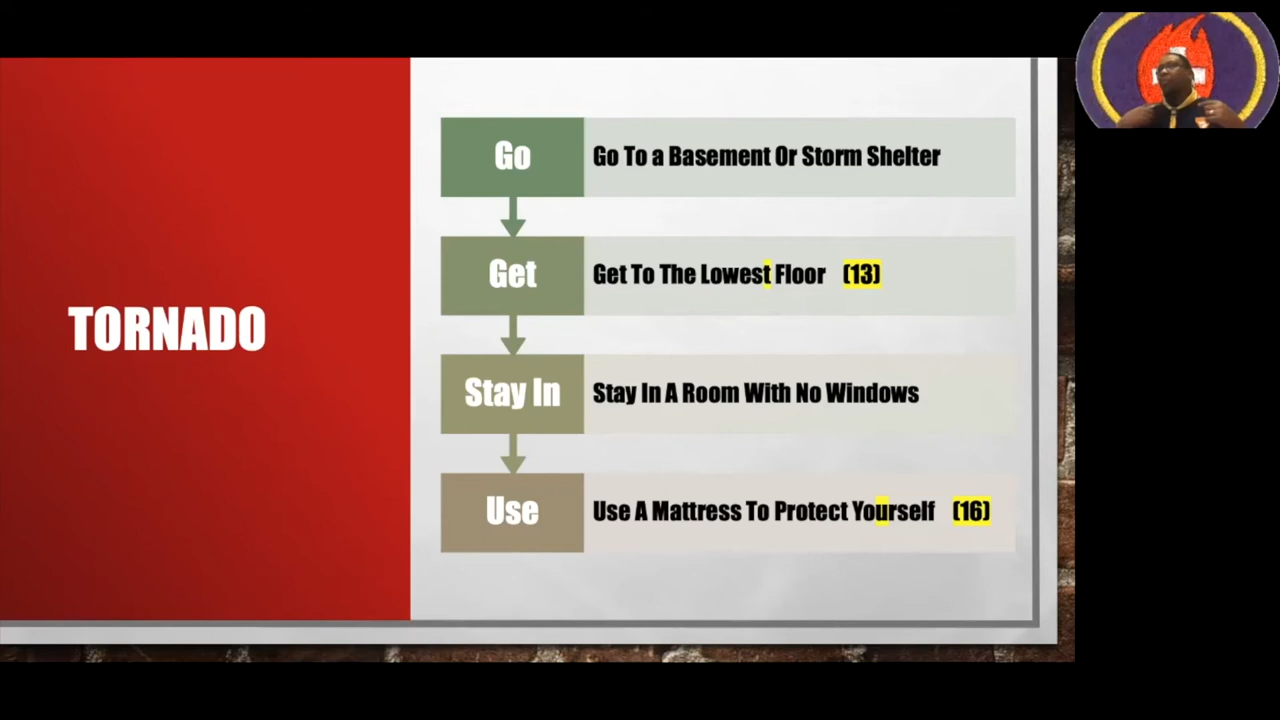 TORNADO
Go
Go To a Basement Or Storm Shelter
Get
Get To The Lowest Floor (13)
Stay In
Stay In A Room With No Windows
Use
Use A Mattress To Protect Yourself (16)